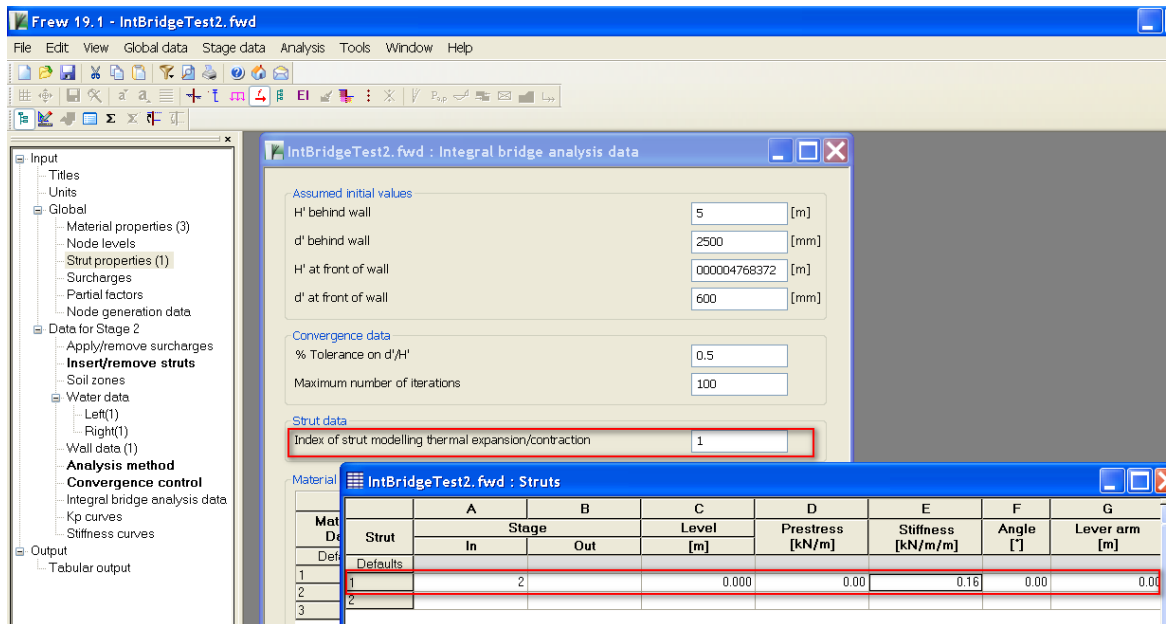 Frew 19.1 - IntBridgeTest2.fwd
File Edit View Global data Stage data Analysis Tools Window Help
Input
Titles
Units
Global
Material properties (3)
Node levels
Strut properties (1)
Surcharges
Partial factors
Node generation data
Data for Stage 2
Apply/remove surcharges
Insert/remove struts
Soil zones
Water data
Left(1)
Right(1)
Wall data (1)
Analysis method
Convergence control
Integral bridge analysis data
Kp curves
Stiffness curves
Output
Tabular output
IntBridgeTest2.fwd : Integral bridge analysis data
Assumed initial values
H' behind wall 5 [m]
d' behind wall 2500 [mm]
H' at front of wall 000004768372 [m]
d' at front of wall 600 [mm]
Convergence data
% Tolerance on d'/H' 0.5
Maximum number of iterations 100
Strut data
Index of strut modelling thermal expansion/contraction 1
Material
1
2
3
IntBridgeTest2.fwd : Struts
A B C D E F G
Strut Stage Level Prestress Stiffness Angle Lever arm
In Out [m] [kN/m] [kN/m/m] [°] [m]
Defaults
1 2 0.000 0.00 0.16 0.00 0.00
2